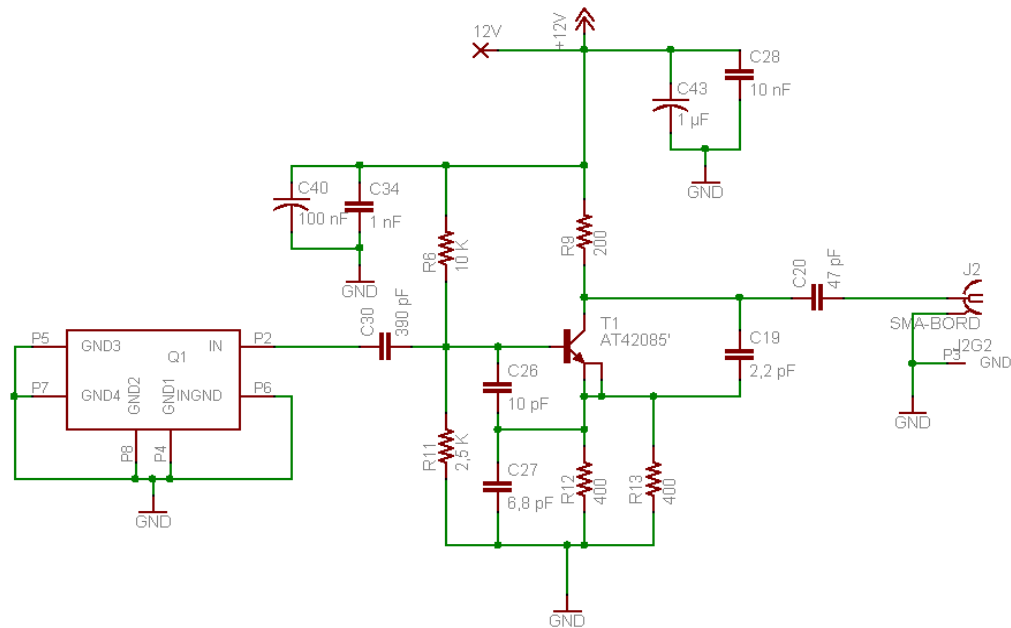 12V
+12V
C28
10 nF
C43
1 µF
GND
C40
100 nF
C34
1 nF
GND
R6
10 K
R9
200
C30
390 pF
C20
47 pF
J2
SMA-BORD
J2G2
P3
GND
GND
T1
AT42085'
C19
2,2 pF
P5
GND3
IN
P2
Q1
P7
GND4
GND2
GND1
INGND
P6
P8
P4
GND
C26
10 pF
R11
2,5 K
C27
6,8 pF
R12
400
R13
400
GND